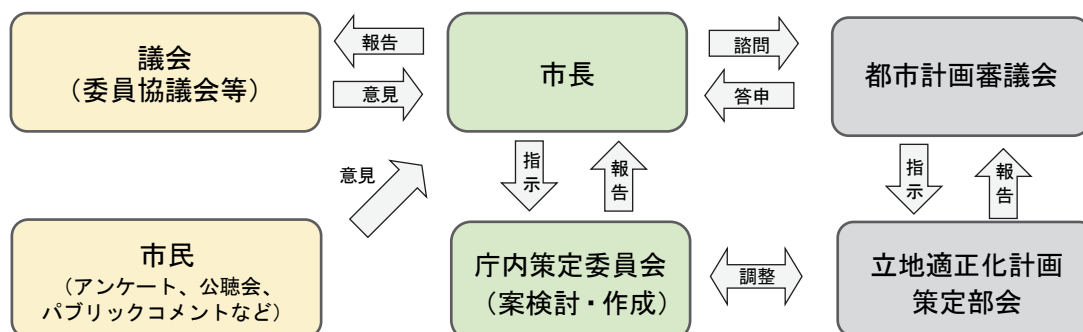 議会
（委員協議会等）
報告
意見
市長
諮問
答申
都市計画審議会
意見
指示
報告
指示
報告
市民
（アンケート、公聴会、
パブリックコメントなど）
庁内策定委員会
（案検討・作成）
調整
立地適正化計画
策定部会